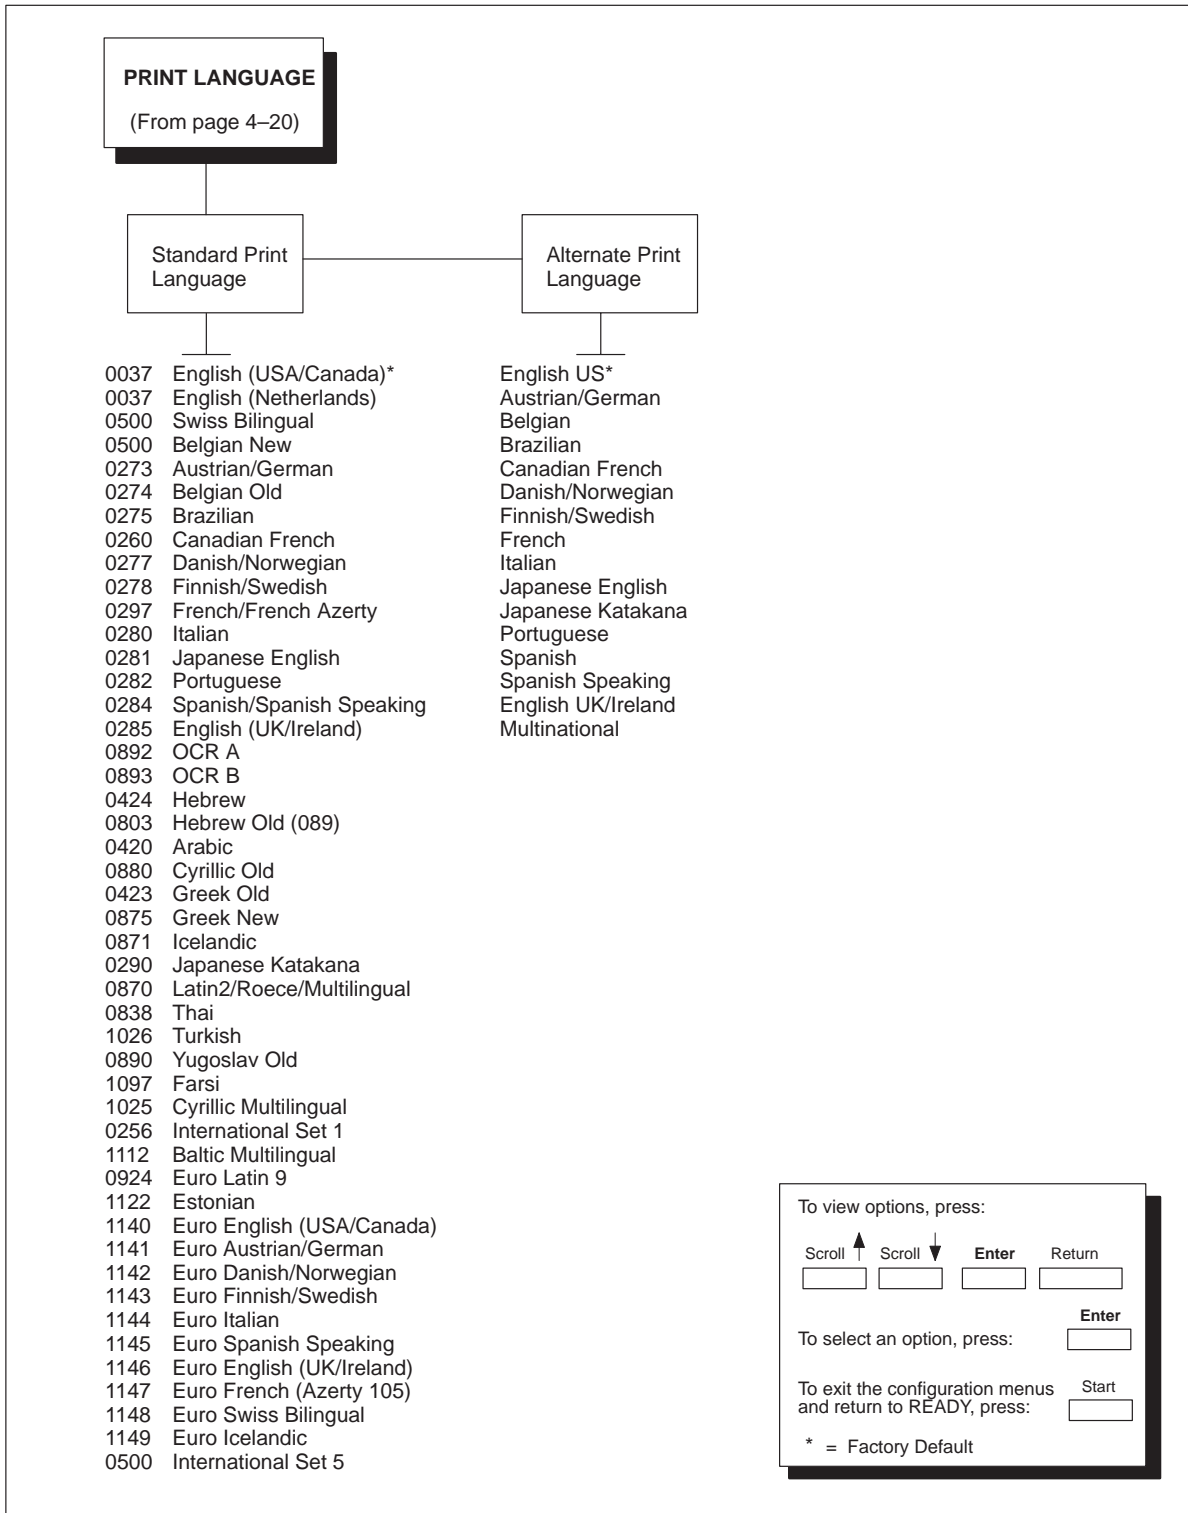 PRINT LANGUAGE
(From page 4–20)
Standard Print
Language
Alternate Print
Language
0037 English (USA/Canada)*
0037 English (Netherlands)
0500 Swiss Bilingual
0500 Belgian New
0273 Austrian/German
0274 Belgian Old
0275 Brazilian
0260 Canadian French
0277 Danish/Norwegian
0278 Finnish/Swedish
0297 French/French Azerty
0280 Italian
0281 Japanese English
0282 Portuguese
0284 Spanish/Spanish Speaking
0285 English (UK/Ireland)
0892 OCR A
0893 OCR B
0424 Hebrew
0803 Hebrew Old (089)
0420 Arabic
0880 Cyrillic Old
0423 Greek Old
0875 Greek New
0871 Icelandic
0290 Japanese Katakana
0870 Latin2/Roece/Multilingual
0838 Thai
1026 Turkish
0890 Yugoslav Old
1097 Farsi
1025 Cyrillic Multilingual
0256 International Set 1
1112 Baltic Multilingual
0924 Euro Latin 9
1122 Estonian
1140 Euro English (USA/Canada)
1141 Euro Austrian/German
1142 Euro Danish/Norwegian
1143 Euro Finnish/Swedish
1144 Euro Italian
1145 Euro Spanish Speaking
1146 Euro English (UK/Ireland)
1147 Euro French (Azerty 105)
1148 Euro Swiss Bilingual
1149 Euro Icelandic
0500 International Set 5
English US*
Austrian/German
Belgian
Brazilian
Canadian French
Danish/Norwegian
Finnish/Swedish
French
Italian
Japanese English
Japanese Katakana
Portuguese
Spanish
Spanish Speaking
English UK/Ireland
Multinational
To view options, press:
Scroll Scroll Enter Return
Enter
To select an option, press:
To exit the configuration menus Start
and return to READY, press:
* = Factory Default